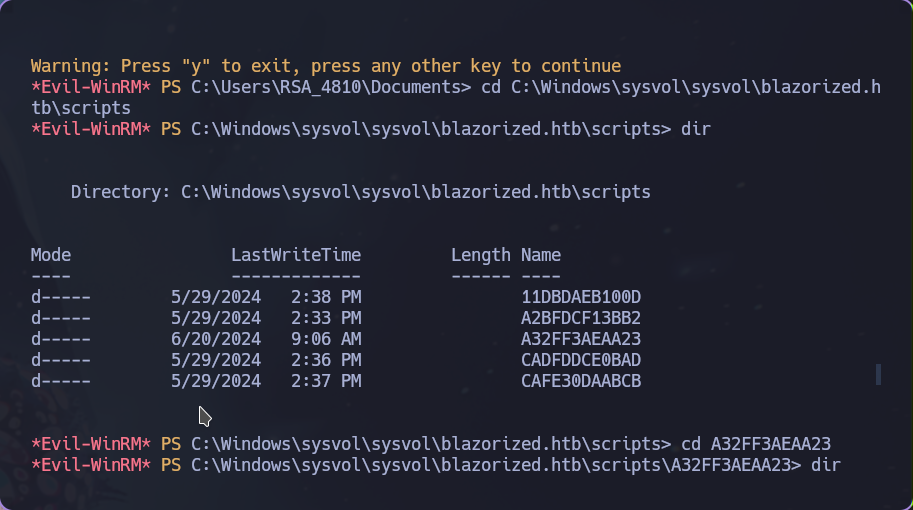 Warning: Press "y" to exit, press any other key to continue
*Evil-WinRM* PS C:\Users\RSA_4810\Documents> cd C:\Windows\sysvol\sysvol\blazorized.h
tb\scripts
*Evil-WinRM* PS C:\Windows\sysvol\sysvol\blazorized.htb\scripts> dir
Directory: C:\Windows\sysvol\sysvol\blazorized.htb\scripts
Mode LastWriteTime Length Name
---- ------------- ------ ----
d----- 5/29/2024 2:38 PM 11DBDAEB100D
d----- 5/29/2024 2:33 PM A2BFDCF13BB2
d----- 6/20/2024 9:06 AM A32FF3AEAA23
d----- 5/29/2024 2:36 PM CADFDDCE0BAD
d----- 5/29/2024 2:37 PM CAFE30DAABCB
*Evil-WinRM* PS C:\Windows\sysvol\sysvol\blazorized.htb\scripts> cd A32FF3AEAA23
*Evil-WinRM* PS C:\Windows\sysvol\sysvol\blazorized.htb\scripts\A32FF3AEAA23> dir